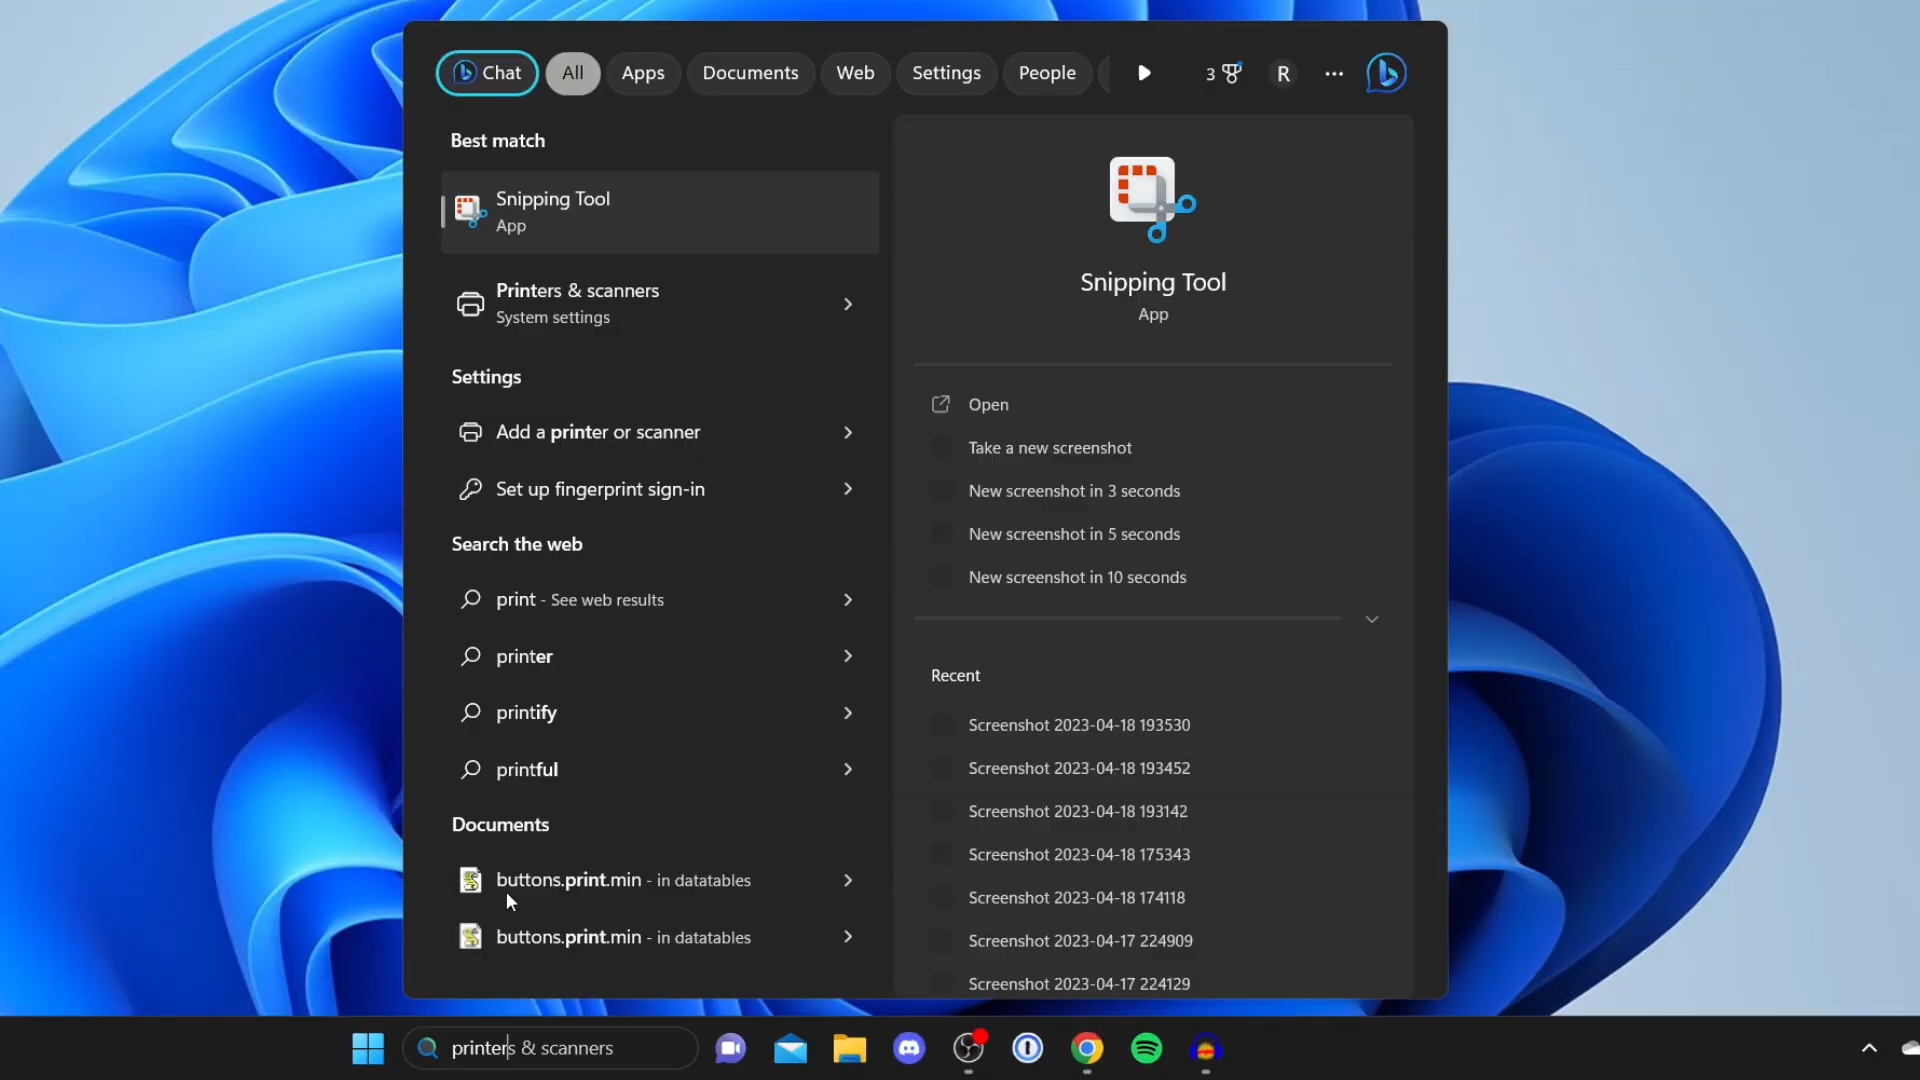 Chat
All
Apps
Documents
Web
Settings
People
3
R
Best match
Snipping Tool
App
Printers & scanners
System settings
Settings
Add a printer or scanner
Set up fingerprint sign-in
Search the web
print - See web results
printer
printify
printful
Documents
buttons.print.min - in datatables
buttons.print.min - in datatables
Snipping Tool
App
Open
Take a new screenshot
New screenshot in 3 seconds
New screenshot in 5 seconds
New screenshot in 10 seconds
Recent
Screenshot 2023-04-18 193530
Screenshot 2023-04-18 193452
Screenshot 2023-04-18 193142
Screenshot 2023-04-18 175343
Screenshot 2023-04-18 174118
Screenshot 2023-04-17 224909
Screenshot 2023-04-17 224129
printers & scanners